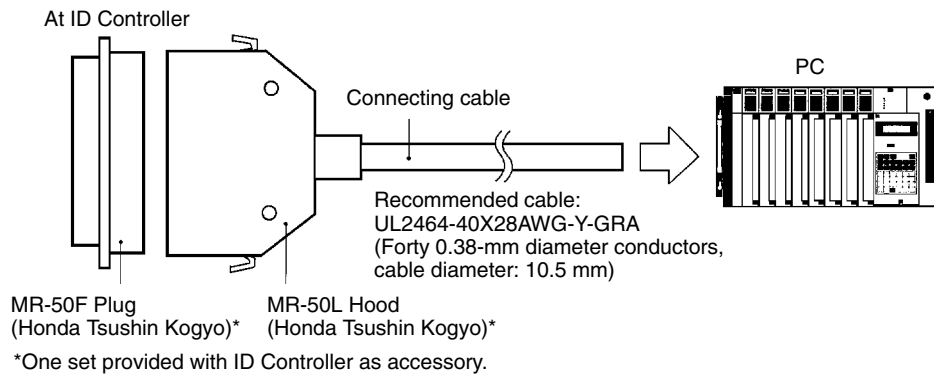 At ID Controller
PC
Connecting cable
Recommended cable:
UL2464-40X28AWG-Y-GRA
(Forty 0.38-mm diameter conductors,
cable diameter: 10.5 mm)
MR-50F Plug
(Honda Tsushin Kogyo)*
MR-50L Hood
(Honda Tsushin Kogyo)*
*One set provided with ID Controller as accessory.